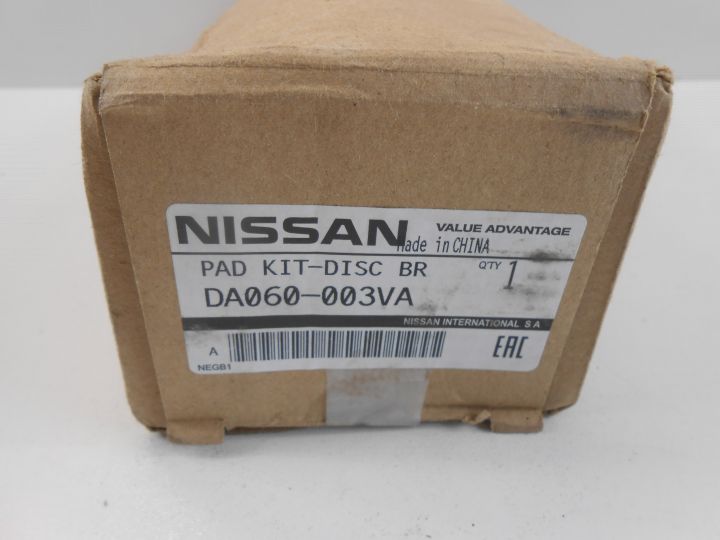 NISSAN VALUE ADVANTAGE
Made in CHINA
PAD KIT-DISC BR QTY 1
DA060-003VA
NISSAN INTERNATIONAL S A
A EAC
NEGB1